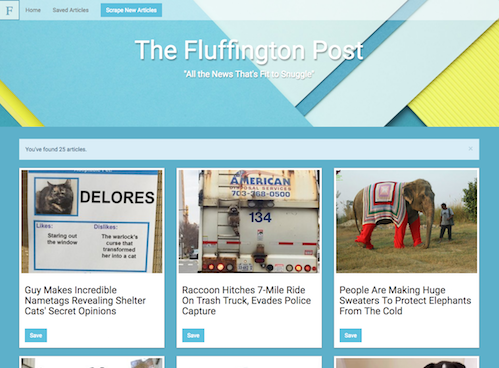 F Home Saved Articles Scrape New Articles
The Fluffington Post
"All the News That's Fit to Snuggle"
You've found 25 articles. ×
DELORES
Likes:
Staring out
the window
Dislikes:
The warlock's
curse that
transformed
her into a cat
AMERICAN
DISPOSAL SERVICES
703-368-0500
134
Guy Makes Incredible
Nametags Revealing Shelter
Cats' Secret Opinions
Save
Raccoon Hitches 7-Mile Ride
On Trash Truck, Evades Police
Capture
Save
People Are Making Huge
Sweaters To Protect Elephants
From The Cold
Save